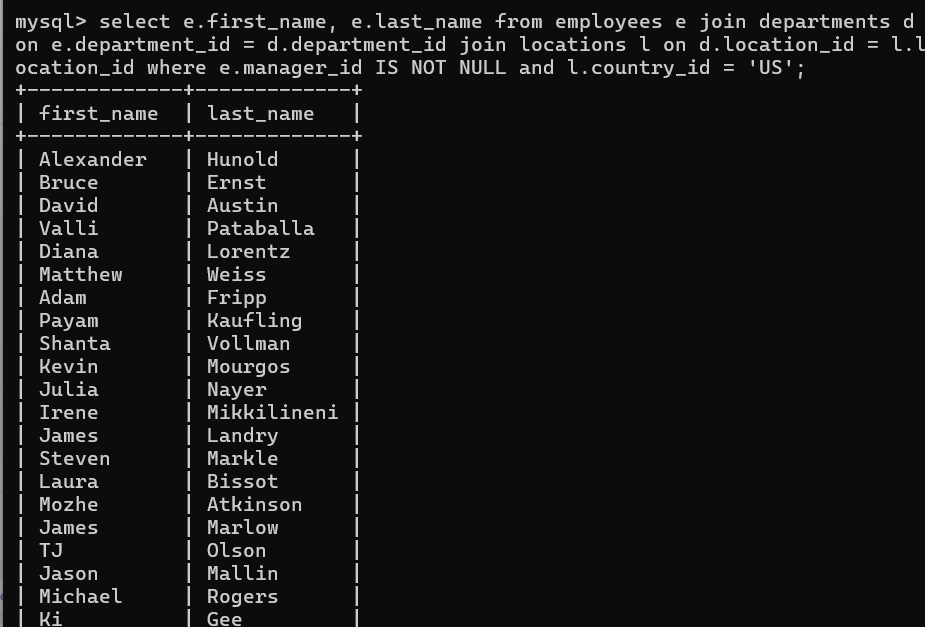 mysql> select e.first_name, e.last_name from employees e join departments d
on e.department_id = d.department_id join locations l on d.location_id = l.l
ocation_id where e.manager_id IS NOT NULL and l.country_id = 'US';
+-------------+-------------+
| first_name  | last_name   |
+-------------+-------------+
| Alexander   | Hunold      |
| Bruce       | Ernst       |
| David       | Austin      |
| Valli       | Pataballa   |
| Diana       | Lorentz     |
| Matthew     | Weiss       |
| Adam        | Fripp       |
| Payam       | Kaufling    |
| Shanta      | Vollman     |
| Kevin       | Mourgos     |
| Julia       | Nayer       |
| Irene       | Mikkilineni |
| James       | Landry      |
| Steven      | Markle      |
| Laura       | Bissot      |
| Mozhe       | Atkinson    |
| James       | Marlow      |
| TJ          | Olson       |
| Jason       | Mallin      |
| Michael     | Rogers      |
| Ki          | Gee         |